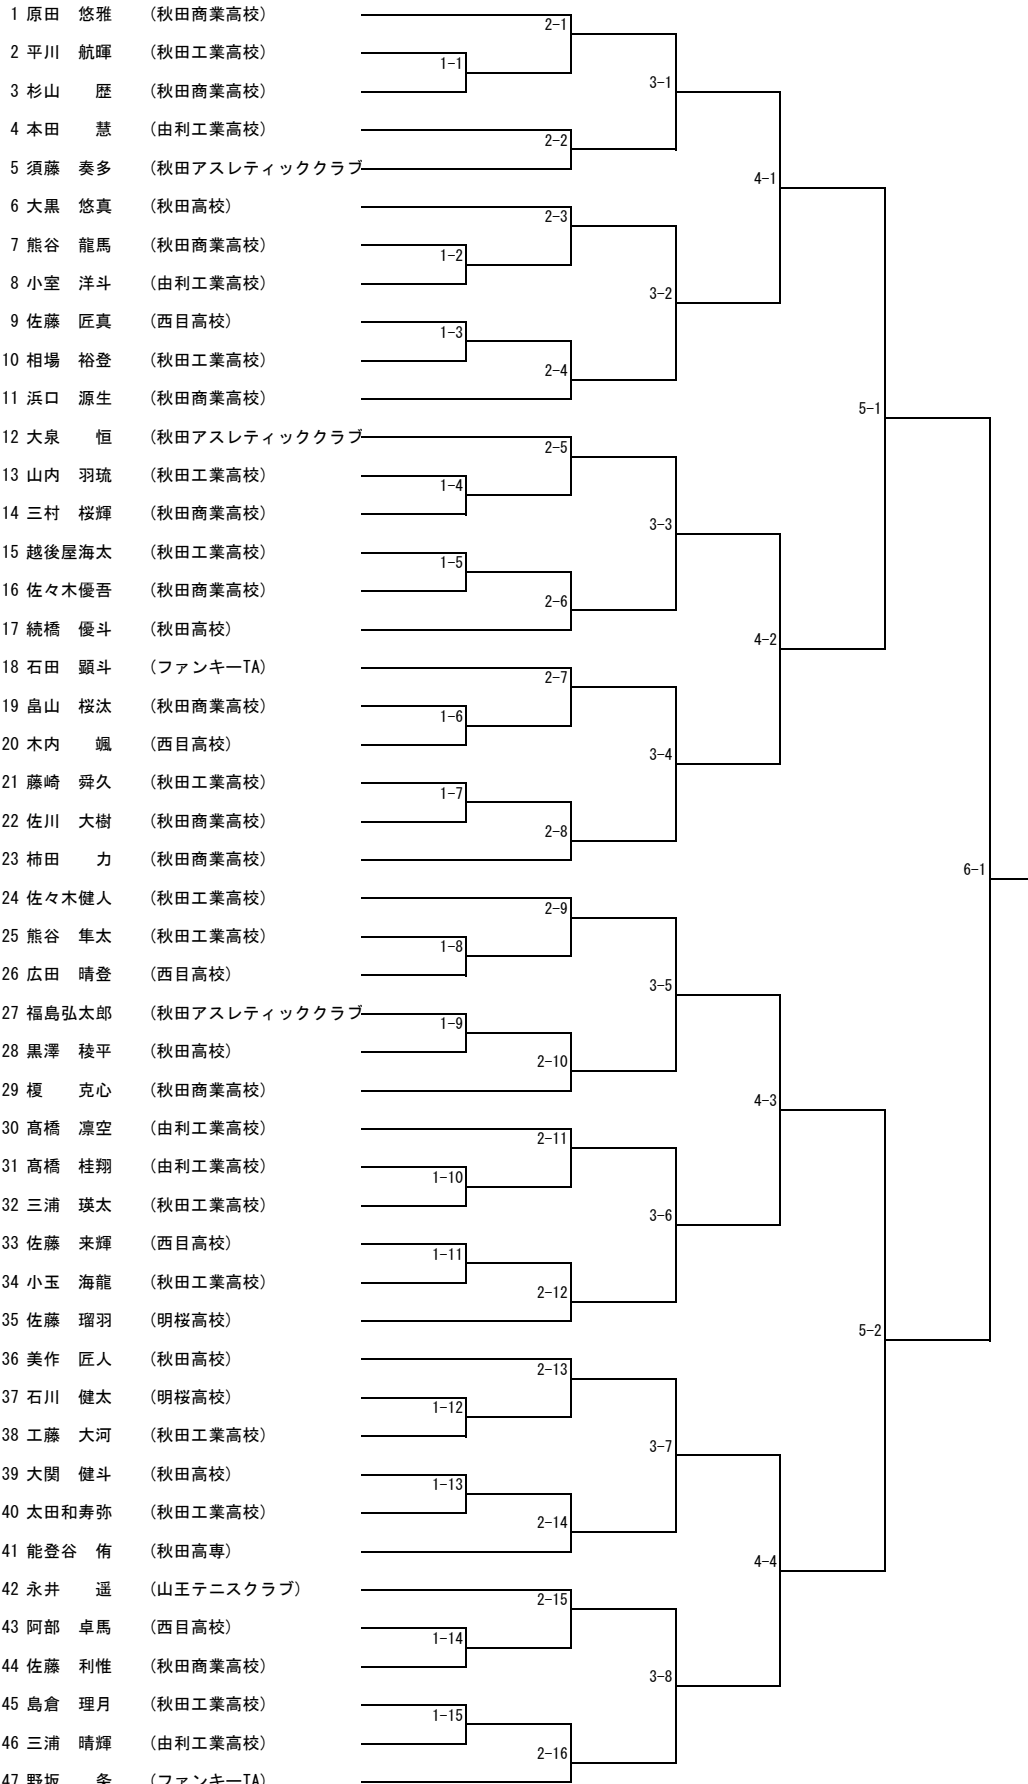 1 原田　悠雅 (秋田商業高校)
2-1
2 平川　航暉 (秋田工業高校)
1-1
3 杉山　　歴 (秋田商業高校)
3-1
4 本田　　慧 (由利工業高校)
2-2
5 須藤　奏多 (秋田アスレティッククラブ
4-1
6 大黒　悠真 (秋田高校)
2-3
7 熊谷　龍馬 (秋田商業高校)
1-2
8 小室　洋斗 (由利工業高校)
3-2
9 佐藤　匠真 (西目高校)
1-3
10 相場　裕登 (秋田工業高校)
2-4
11 浜口　源生 (秋田商業高校)
5-1
12 大泉　　恒 (秋田アスレティッククラブ
2-5
13 山内　羽琉 (秋田工業高校)
1-4
14 三村　桜輝 (秋田商業高校)
3-3
15 越後屋海太 (秋田工業高校)
1-5
16 佐々木優吾 (秋田商業高校)
2-6
17 続橋　優斗 (秋田高校)
4-2
18 石田　顕斗 (ファンキーTA)
2-7
19 畠山　桜汰 (秋田商業高校)
1-6
20 木内　　颯 (西目高校)
3-4
21 藤崎　舜久 (秋田工業高校)
1-7
22 佐川　大樹 (秋田商業高校)
2-8
23 柿田　　力 (秋田商業高校)
6-1
24 佐々木健人 (秋田工業高校)
2-9
25 熊谷　隼太 (秋田工業高校)
1-8
26 広田　晴登 (西目高校)
3-5
27 福島弘太郎 (秋田アスレティッククラブ
1-9
28 黒澤　稜平 (秋田高校)
2-10
29 榎　　克心 (秋田商業高校)
4-3
30 髙橋　凛空 (由利工業高校)
2-11
31 髙橋　桂翔 (由利工業高校)
1-10
32 三浦　瑛太 (秋田工業高校)
3-6
33 佐藤　来輝 (西目高校)
1-11
34 小玉　海龍 (秋田工業高校)
2-12
35 佐藤　瑠羽 (明桜高校)
5-2
36 美作　匠人 (秋田高校)
2-13
37 石川　健太 (明桜高校)
1-12
38 工藤　大河 (秋田工業高校)
3-7
39 大関　健斗 (秋田高校)
1-13
40 太田和寿弥 (秋田工業高校)
2-14
41 能登谷　侑 (秋田高専)
4-4
42 永井　　遥 (山王テニスクラブ)
2-15
43 阿部　卓馬 (西目高校)
1-14
44 佐藤　利惟 (秋田商業高校)
3-8
45 島倉　理月 (秋田工業高校)
1-15
46 三浦　晴輝 (由利工業高校)
2-16
47 野坂　 (ファンキーTA)